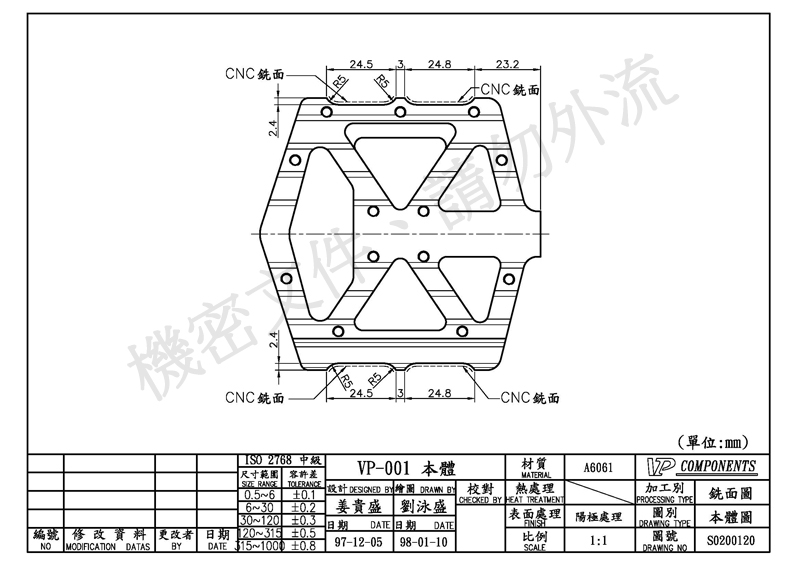 24.5 3 24.8 23.2
CNC銑面 R5 R5 CNC銑面
2.4
機密文件，請勿外流
2.4
R5 R5
CNC銑面 24.5 3 24.8 CNC銑面
(單位:mm)
ISO 2768 中級
尺寸範圍 容許差
SIZE RANGE TOLERANCE
0.5~6 ±0.1
6~30 ±0.2
30~120 ±0.3
120~315 ±0.5
315~1000 ±0.8
編號 修改資料 更改者 日期
NO MODIFICATION DATAS BY DATE
VP-001 本體
設計 DESIGNED BY 繪圖 DRAWN BY
姜貴盛 劉泳盛
日期 DATE 日期 DATE
97-12-05 98-01-10
校對
CHECKED BY
材質
MATERIAL
A6061
熱處理
HEAT TREATMENT
表面處理
FINISH
陽極處理
比例
SCALE
1:1
VP COMPONENTS
加工別
PROCESSING TYPE
銑面圖
圖別
DRAWING TYPE
本體圖
圖號
DRAWING NO
S0200120